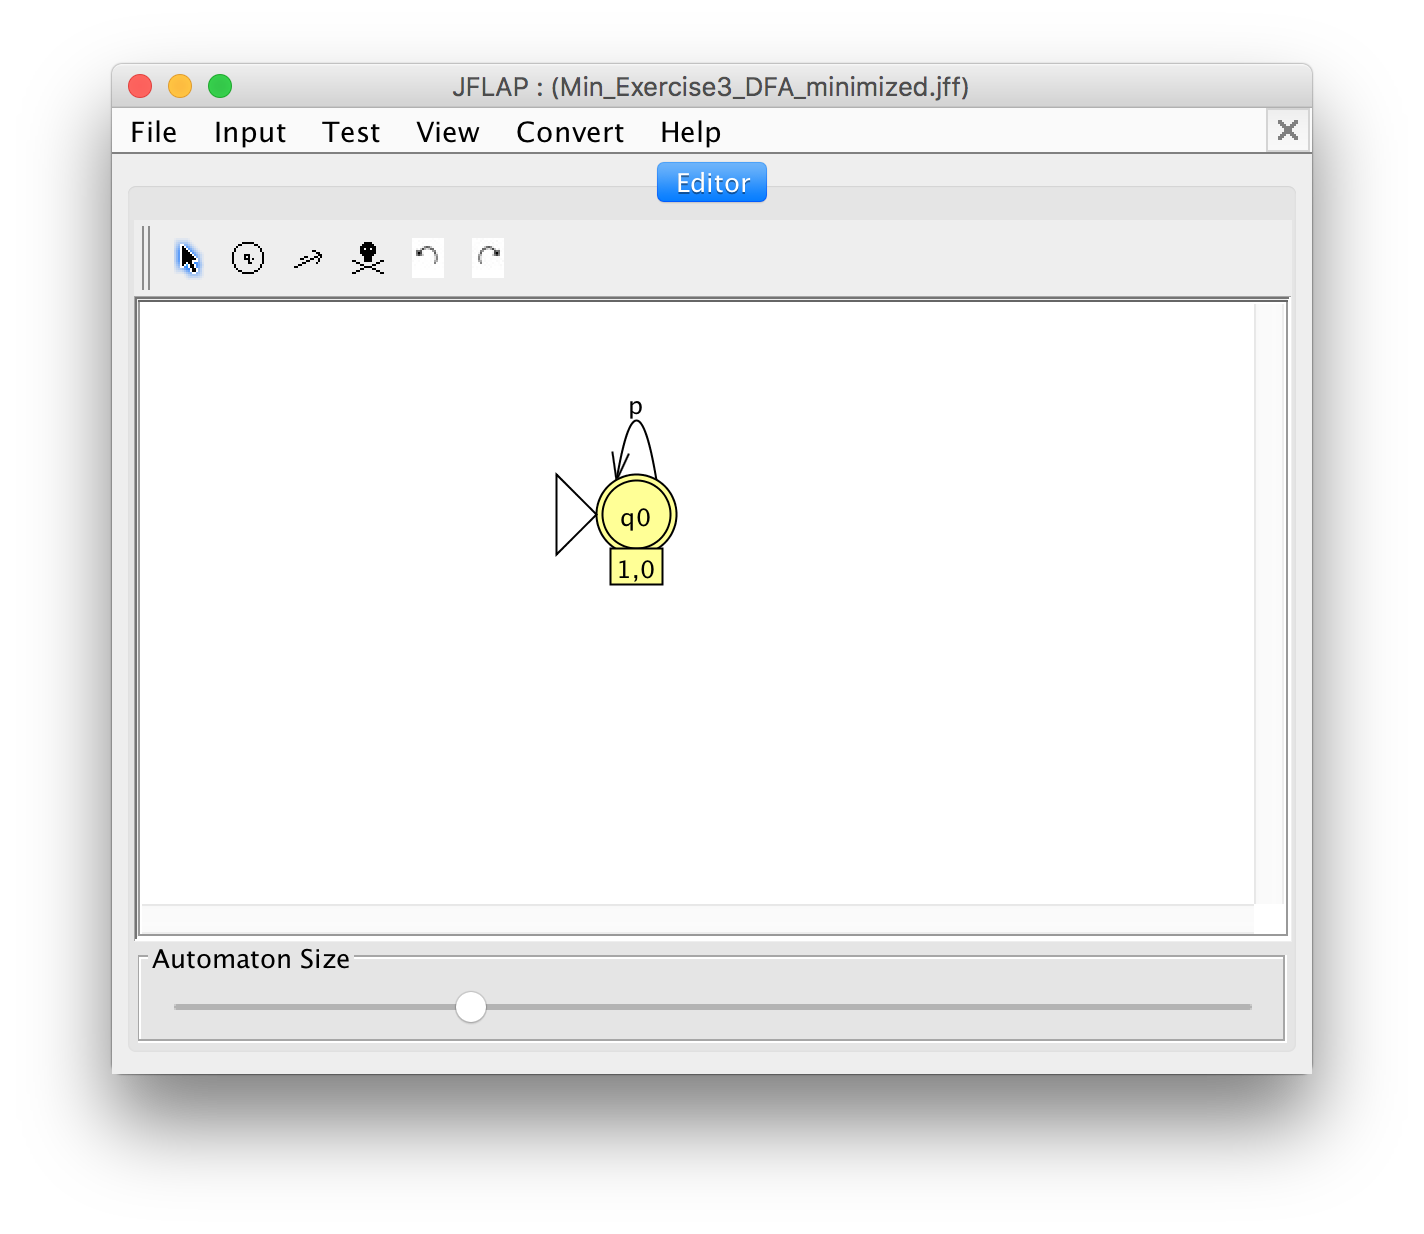 JFLAP : (Min_Exercise3_DFA_minimized.jff)
File Input Test View Convert Help
Editor
q
p
q0
1,0
Automaton Size